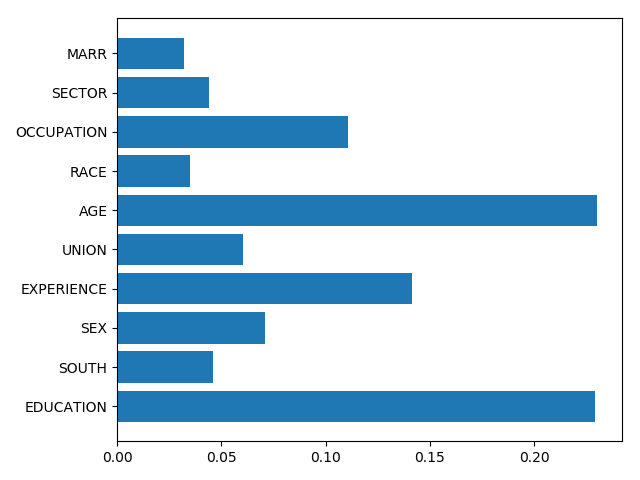 MARR
SECTOR
OCCUPATION
RACE
AGE
UNION
EXPERIENCE
SEX
SOUTH
EDUCATION
0.00 0.05 0.10 0.15 0.20